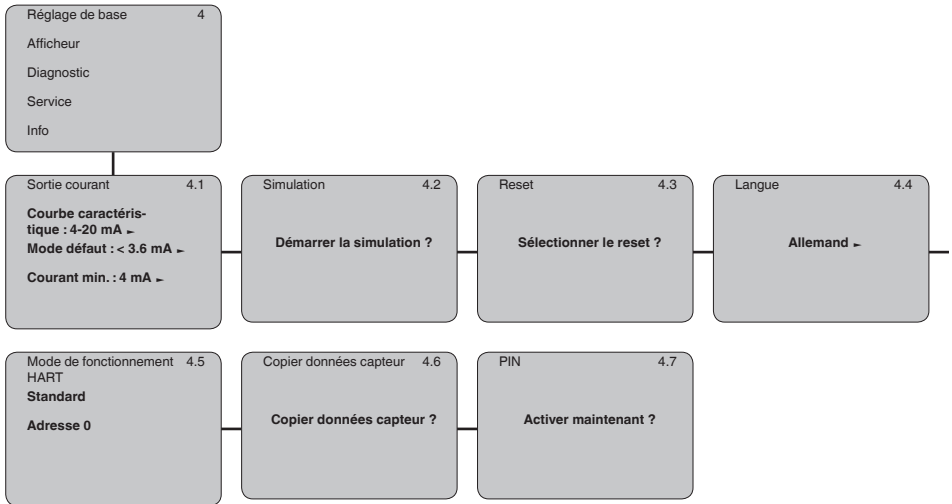 Réglage de base 4
Afficheur
Diagnostic
Service
Info
Sortie courant 4.1
Courbe caractéris-
tique : 4-20 mA ►
Mode défaut : < 3.6 mA ►
Courant min. : 4 mA ►
Simulation 4.2
Démarrer la simulation ?
Reset 4.3
Sélectionner le reset ?
Langue 4.4
Allemand ►
Mode de fonctionnement 4.5
HART
Standard
Adresse 0
Copier données capteur 4.6
Copier données capteur ?
PIN 4.7
Activer maintenant ?